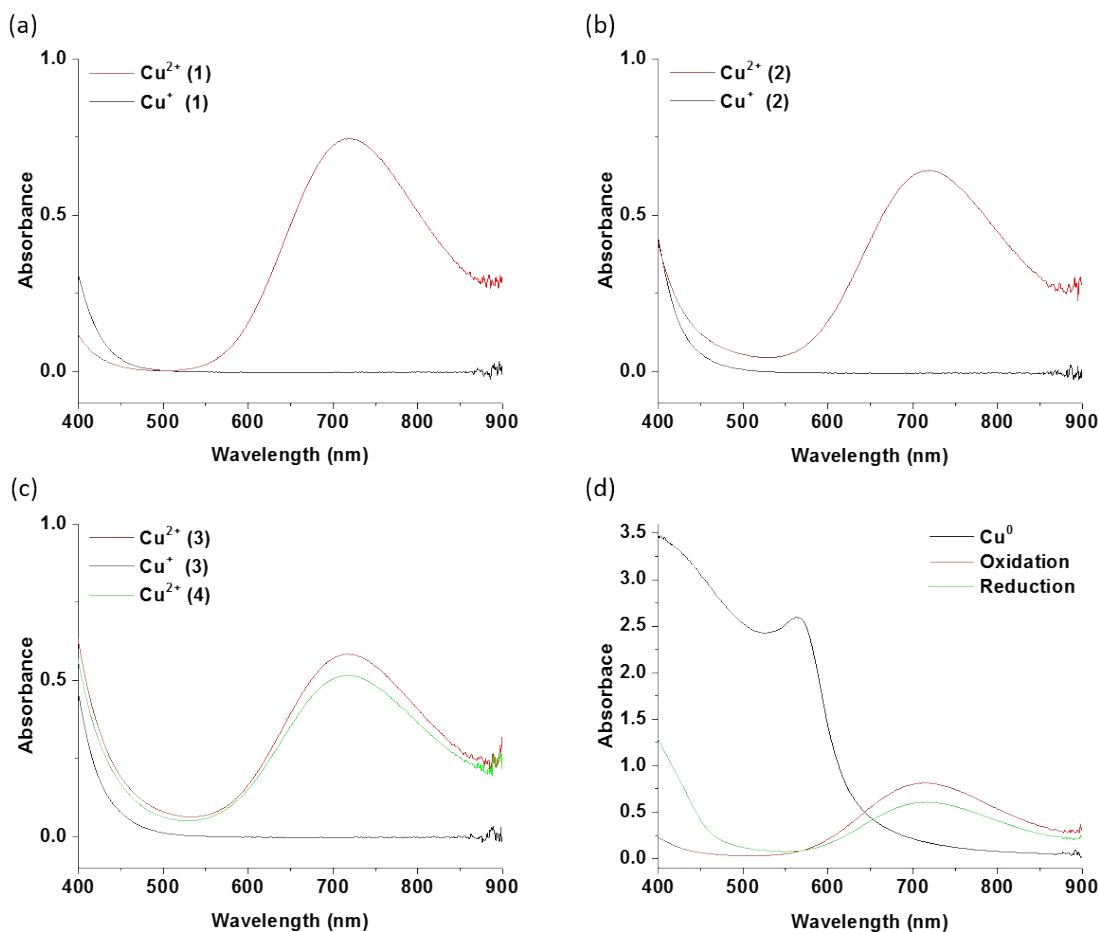 (a)
1.0
0.5
0.0
Absorbance
Cu²⁺ (1)
Cu⁺ (1)
400 500 600 700 800 900
Wavelength (nm)
(b)
1.0
0.5
0.0
Absorbance
Cu²⁺ (2)
Cu⁺ (2)
400 500 600 700 800 900
Wavelength (nm)
(c)
1.0
0.5
0.0
Absorbance
Cu²⁺ (3)
Cu⁺ (3)
Cu²⁺ (4)
400 500 600 700 800 900
Wavelength (nm)
(d)
3.5
3.0
2.5
2.0
1.5
1.0
0.5
0.0
Absorbace
Cu⁰
Oxidation
Reduction
400 500 600 700 800 900
Wavelength (nm)